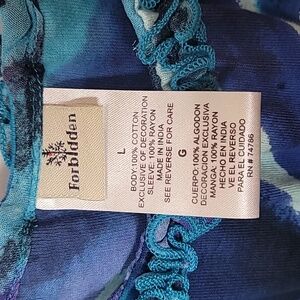 Forbidden
L
BODY: 100% COTTON
EXCLUSIVE OF DECORATION
SLEEVE: 100% RAYON
MADE IN INDIA
SEE REVERSE FOR CARE
G
CUERPO: 100% ALGODON
DECORACION EXCLUSIVA
MANGA: 100% RAYON
HECHO EN INDIA
VE EL REVERSO
PARA EL CUIDADO
RN# 74786